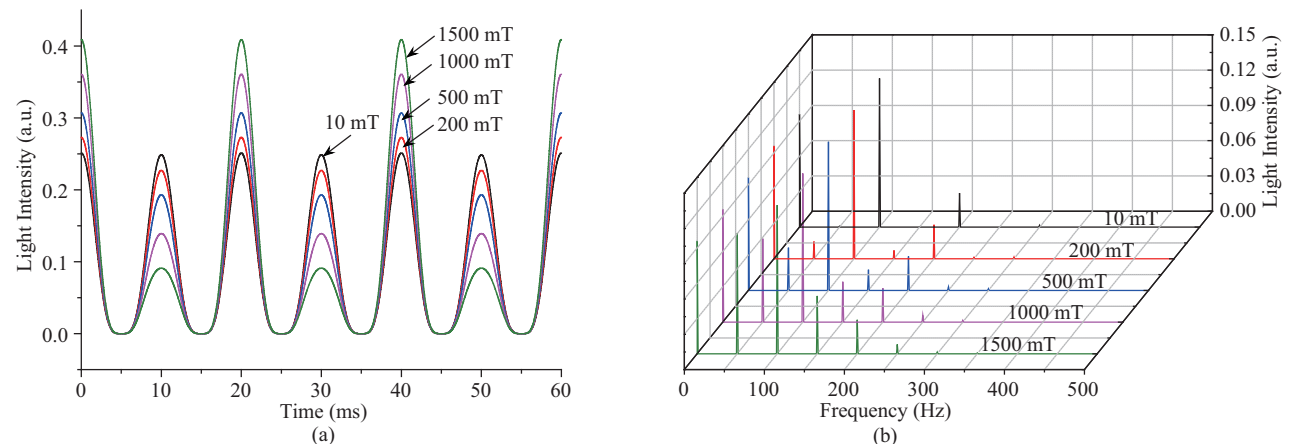 0.4
0.3
0.2
0.1
0.0
Light Intensity (a.u.)
1500 mT
1000 mT
500 mT
10 mT
200 mT
0 10 20 30 40 50 60
Time (ms)
(a)
0.15
0.12
0.09
0.06
0.03
0.00
Light Intensity (a.u.)
10 mT
200 mT
500 mT
1000 mT
1500 mT
0 100 200 300 400 500
Frequency (Hz)
(b)